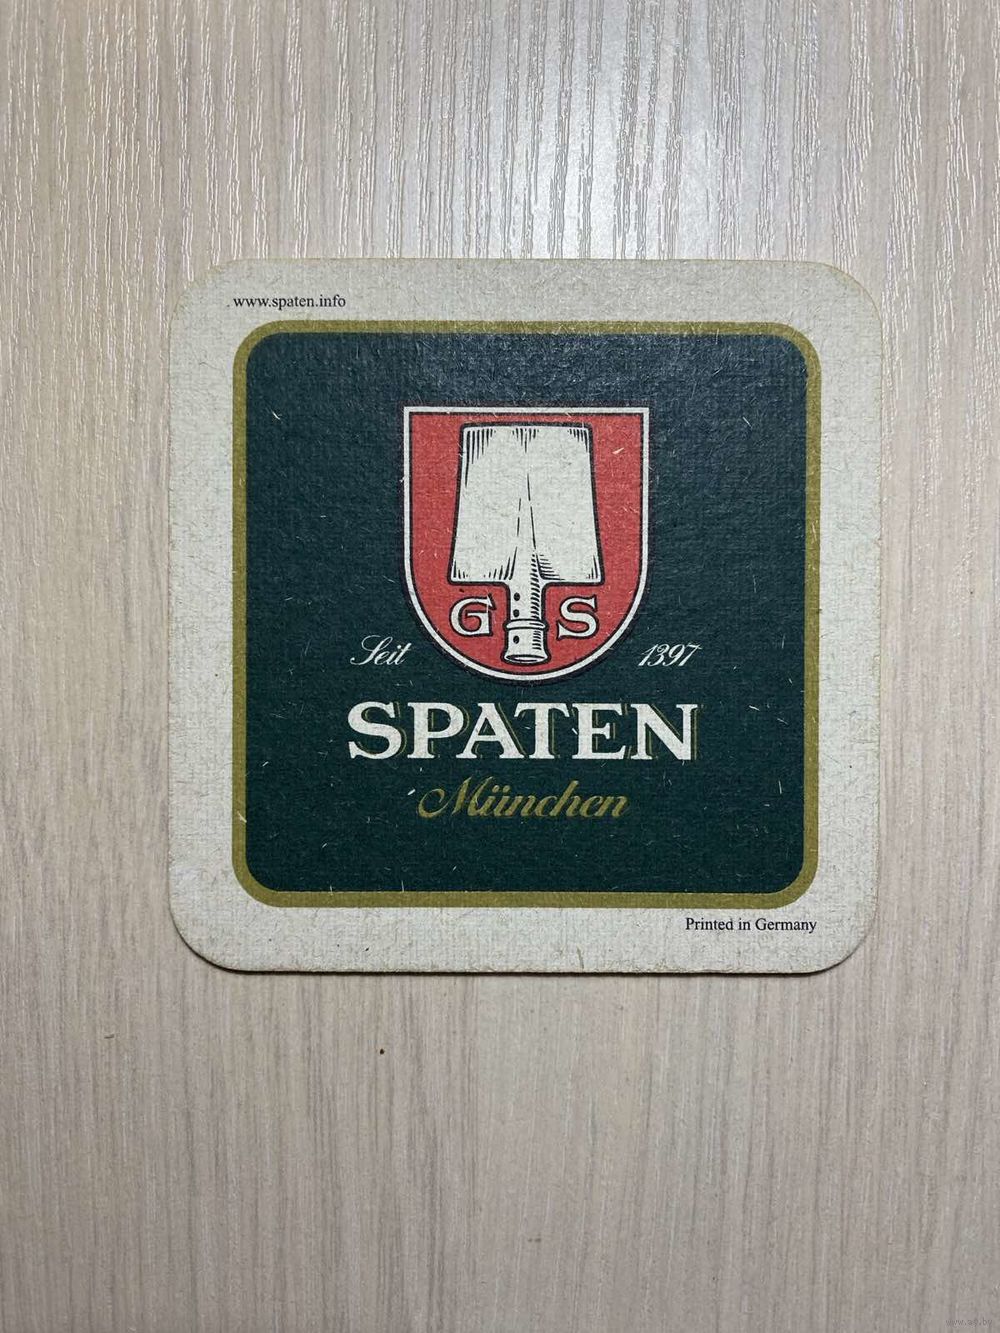 www.spaten.info
G S
Seit 1397
SPATEN
München
Printed in Germany